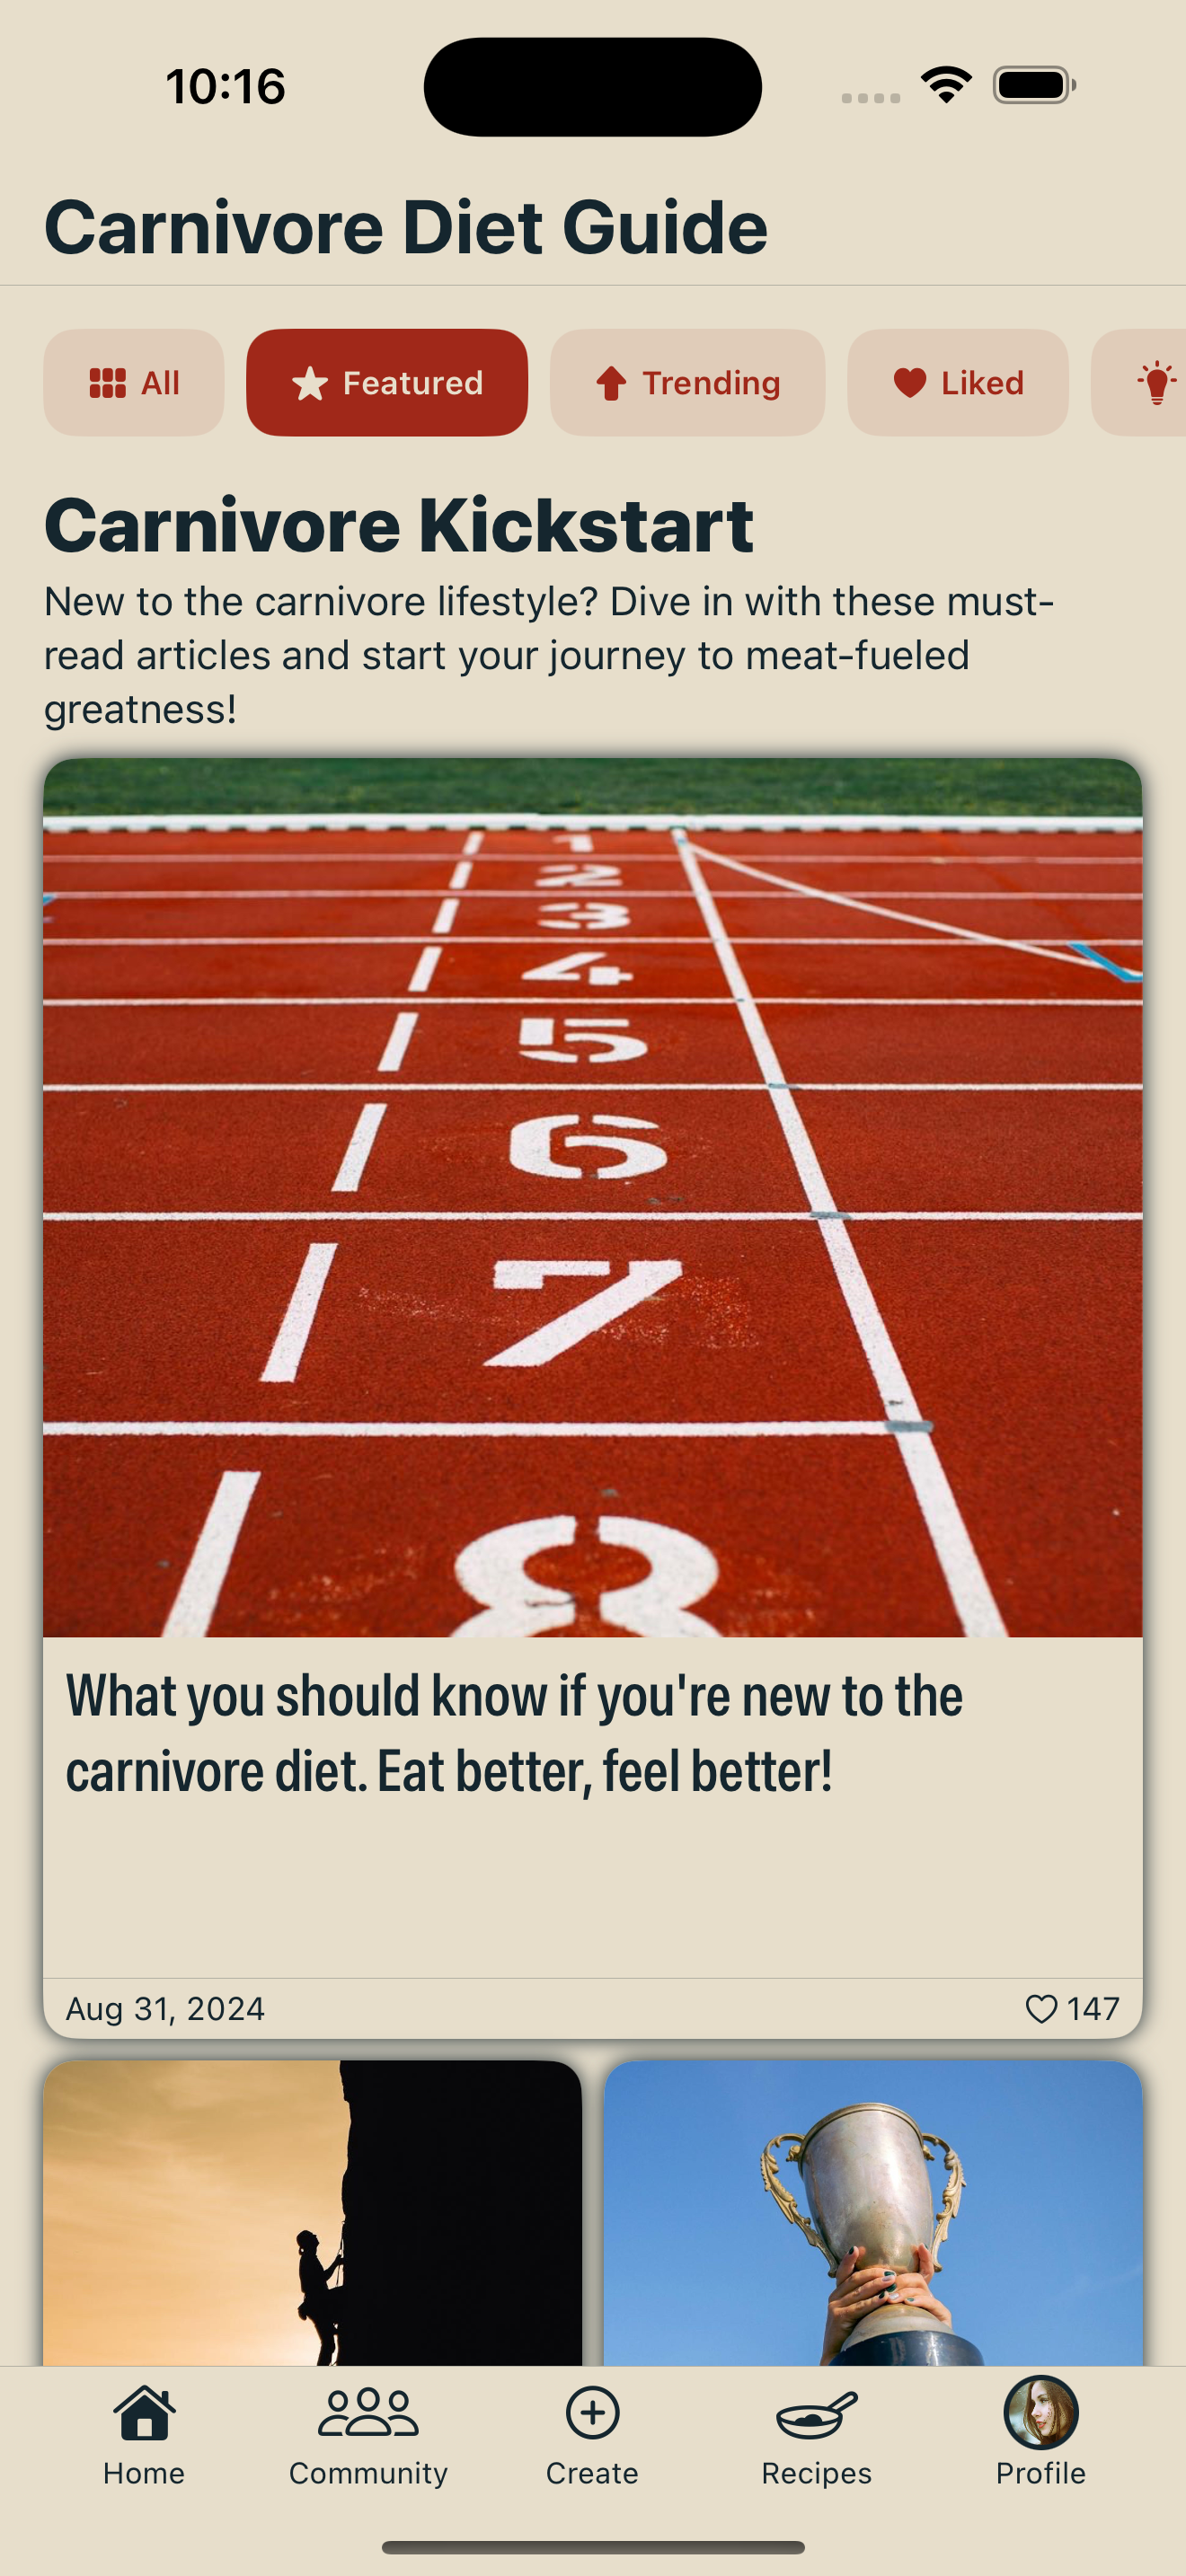 10:16
Carnivore Diet Guide
All
Featured
Trending
Liked
Carnivore Kickstart
New to the carnivore lifestyle? Dive in with these must-
read articles and start your journey to meat-fueled
greatness!
1
2
3
4
5
6
7
8
What you should know if you're new to the
carnivore diet. Eat better, feel better!
Aug 31, 2024
147
Home
Community
Create
Recipes
Profile